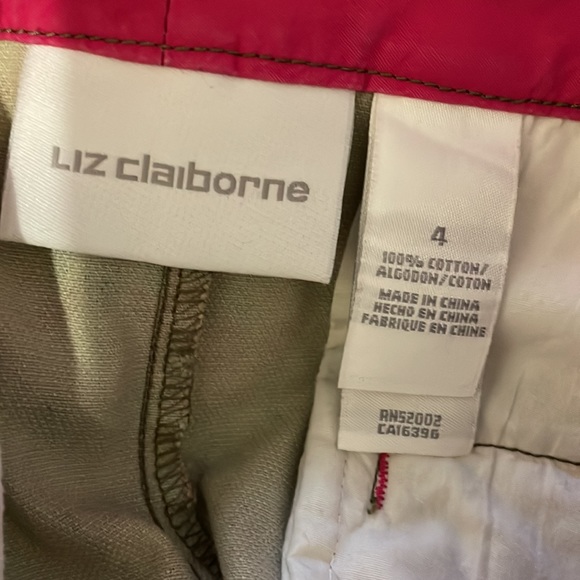 LIZ claiborne
4
100% COTTON/
ALGODON/COTON
MADE IN CHINA
HECHO EN CHINA
FABRIQUE EN CHINE
RN52002
CA16396